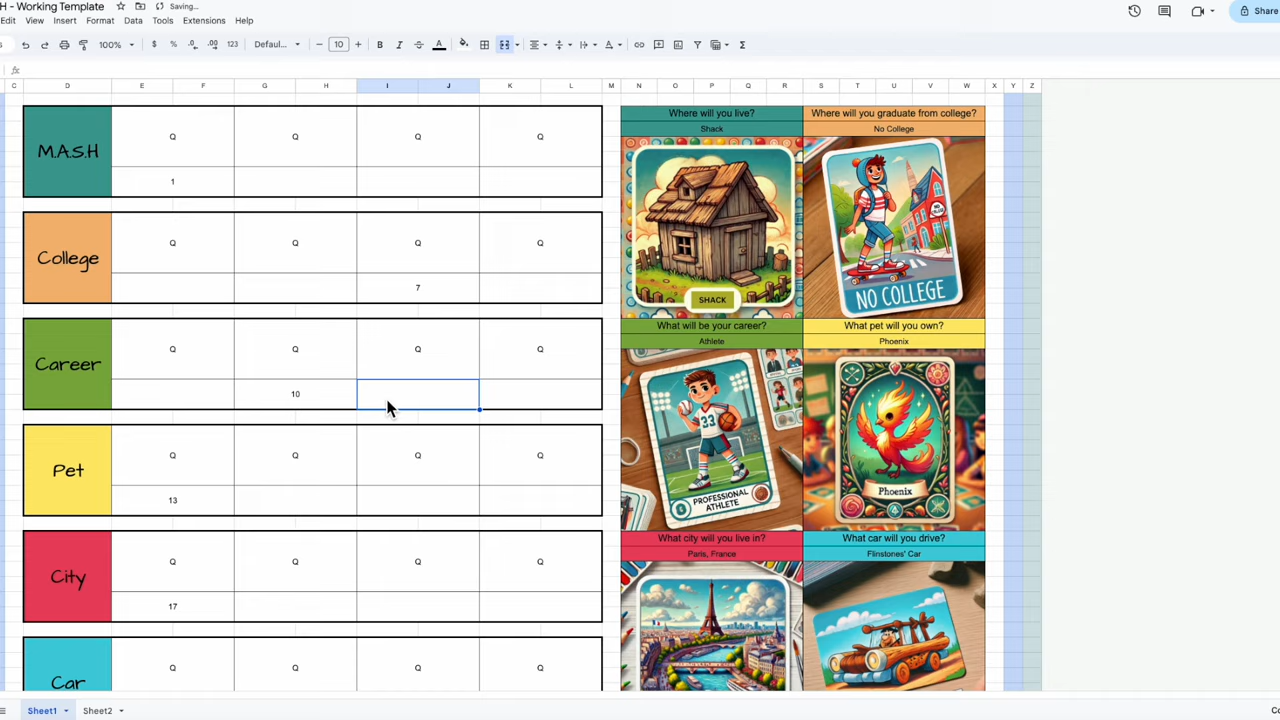 H - Working Template
Saving...
Edit View Insert Format Data Tools Extensions Help
Share
100% $ % .0 .00 123 Defaul... 10 B I A
fx
C D E F G H I J K L M N O P Q R S T U V W X Y Z
M.A.S.H
Q Q Q Q
1
College
Q Q Q Q
7
Career
Q Q Q Q
10
Pet
Q Q Q Q
13
City
Q Q Q Q
17
Car
Q Q Q Q
Where will you live?
Shack
SHACK
Where will you graduate from college?
No College
NO COLLEGE
What will be your career?
Athlete
33
PROFESSIONAL
ATHLETE
What pet will you own?
Phoenix
Phoenix
What city will you live in?
Paris, France
What car will you drive?
Flinstones' Car
Sheet1 Sheet2